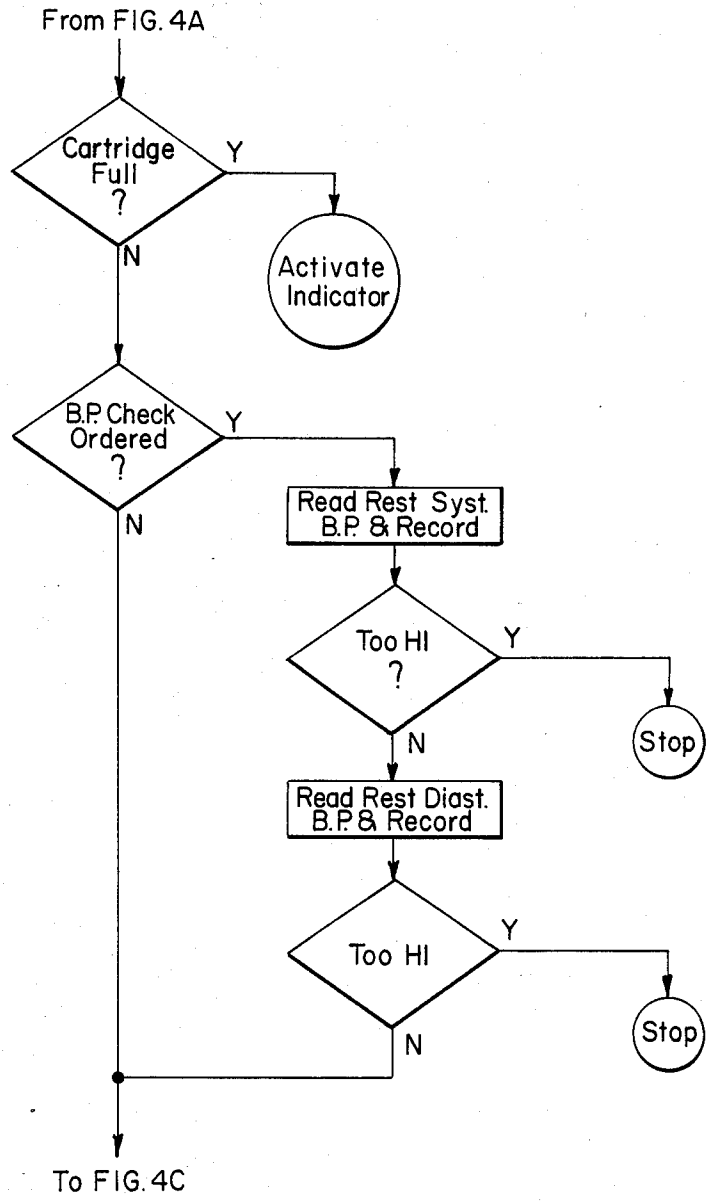 From FIG. 4A
Cartridge
Full
?
Y
N
Activate
Indicator
B.P. Check
Ordered
?
Y
N
Read Rest Syst.
B.P. & Record
Too HI
?
Y
N
Stop
Read Rest Diast.
B.P. & Record
Too HI
Y
N
Stop
To FIG. 4C